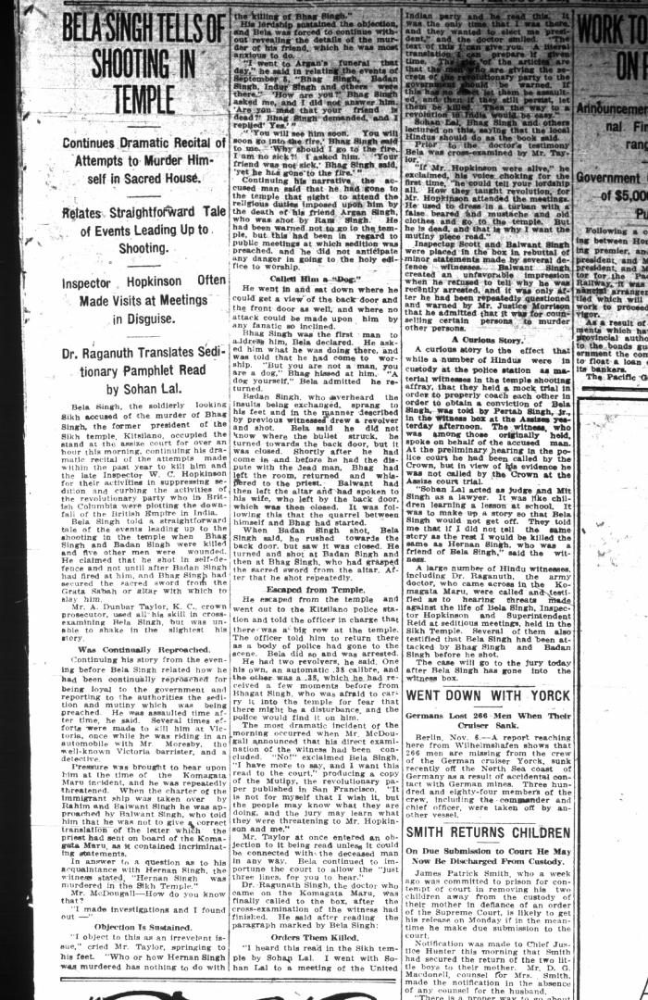 BELA SINGH TELLS OF
SHOOTING IN
TEMPLE
Continues Dramatic Recital of
Attempts to Murder Him-
self in Sacred House.
Relates Straightforward Tale
of Events Leading Up to
Shooting.
Inspector Hopkinson Often
Made Visits at Meetings
in Disguise.
Dr. Raganuth Translates Sedi-
tionary Pamphlet Read
by Sohan Lal.
Bela Singh, the soldierly looking
Sikh accused of the murder of Bhag
Singh, the former president of the
Sikh temple, Kitsilano, occupied the
stand at the assize court for over an
hour this morning, continuing his dra-
matic recital of the attempts made
within the past year to kill him and
the late Inspector W. C. Hopkinson
for their activities in suppressing se-
dition and curbing the activities of
the revolutionary party who in Brit-
ish Columbia were plotting the down-
fall of the British Empire in India.
Bela Singh told a straightforward
tale of the events leading up to the
shooting in the temple when Bhag
Singh and Badan Singh were killed
and five other men were wounded.
He claimed that he shot in self-de-
fence and not until after Badan Singh
had fired at him, and Bhag Singh had
secured the sacred sword from the
Grata Sabah or altar with which to
slay him.
Mr. A. Dunbar Taylor, K. C., crown
prosecutor, used all his skill in cross-
examining Bela Singh, but was un-
able to shake in the slightest his
story.
Was Continually Reproached.
Continuing his story from the even-
ing before Bela Singh related how he
had been continually reproached for
being loyal to the government and
reporting to the authorities the sedi-
tion and mutiny which was being
preached. He was assaulted time af-
ter time, he said. Several times ef-
forts were made to kill him at Vic-
toria, once while he was riding in an
automobile with Mr. Moresby, the
well-known Victoria barrister, and a
detective.
Pressure was brought to bear upon
him at the time of the Komagata
Maru incident, and he was repeatedly
threatened. When the charter of the
immigrant ship was taken over by
Rahim and Balwant Singh he was ap-
proached by Balwant Singh, who told
him that he was not to give a correct
translation of the letter which the
priest had sent on board of the Koma-
gata Maru, as it contained incriminat-
ing statements.
In answer to a question as to his
acquaintance with Hernan Singh, the
witness stated, "Hernan Singh was
murdered in the Sikh Temple."
Mr. McDougall—How do you know
that?
"I made investigations and I found
out —"
Objection Is Sustained.
"I object to this as an irrevelant is-
sue," cried Mr. Taylor, springing to
his feet. "Who or how Hernan Singh
was murdered has nothing to do with
the killing of Bhag Singh."
His lordship sustained the objection,
and Bela was forced to continue with-
out revealing the details of the mur-
der of his friend, which he was most
anxious to do.
"I went to Argan's funeral that
day," he said in relating the events of
September 5, "Bhag Singh, Badan
Singh, Indur Singh and others were
there." 'How are you?' Bhag Singh
asked me, and I did not answer him.
'Are you mad that your friend is
dead?' Bhag Singh demanded, and I
replied 'Yes.'"
"'You will see him soon. You will
soon go into the fire,' Bhag Singh said
to me. 'Why should I go to the fire.
I am no sick?' I asked him. 'Your
friend was not sick,' Bhag Singh said,
'yet he has gone to the fire.'"
Continuing his narrative, the ac-
cused man said that he had gone to
the temple that night to attend the
religious duties imposed upon him by
the death of his friend Argan Singh,
who was shot by Ram Singh. He
had been warned not to go to the tem-
ple, but this had been in regard to
public meetings at which sedition was
preached, and he did not anticipate
any danger in going to the holy edi-
fice to worship.
Called Him a "Dog."
He went in and sat down where he
could get a view of the back door and
the front door as well, and where no
attack could be made upon him by
any fanatic so inclined.
Bhag Singh was the first man to
address him, Bela declared. He ask-
ed him what he was doing there, and
was told that he had come to wor-
ship. "But you are not a man, you
are a dog," Bhag hissed at him. "A
dog yourself," Bela admitted he re-
turned.
Badan Singh, who overheard the
insults being exchanged, sprang to
his feet and in the manner described
by previous witnesses drew a revolver
and shot. Bela said he did not
know where the bullet struck, he
turned towards the back door, but it
was closed. Shortly after he had
come in and before he had the dis-
pute with the Jead man, Bhag had
left the room, returned and whis-
pered to the priest. Balwant had
then left the altar and had spoken to
his wife, who left by the back door,
which was then closed. It was fol-
lowing this that the quarrel between
himself and Bhag had started.
When Badan Singh shot, Bela
Singh said, he rushed towards the
back door, but saw it was closed. He
turned and shot at Badan Singh and
then at Bhag Singh, who had grasped
the sacred sword from the altar. Af-
ter that he shot repeatedly.
Escaped from Temple.
He escaped from the temple and
went out to the Kitsilano police sta-
tion and told the officer in charge that
there was a big row at the temple.
The officer told him to return there
as a body of police had gone to the
scene. Bela did so and was arrested.
He had two revolvers, he said. One
his own, an automatic .38 calibre, and
the other was a .38, which he had re-
ceived a few moments before from
Bhagat Singh, who was afraid to car-
ry it into the temple for fear that
there might be a disturbance, and the
police would find it on him.
The most dramatic incident of the
morning occurred when Mr. McDou-
gall announced that his direct exami-
nation of the witness had been con-
cluded. "No!" exclaimed Bela Singh,
"I have more to say, and I want this
read to the court," producing a copy
of the Mutipy, the revolutionary pa-
per published in San Francisco. "It
is not for myself that I wish it, but
the people may know what they are
doing, and the jury may learn what
they were threatening to Mr. Hopkin-
son and me."
Mr. Taylor at once entered an ob-
jection to it being read unless it could
be connected with the deceased man
in any way. Bela continued to im-
portune the court to allow the "just
three lines, for you to hear."
Dr. Ragunath Singh, the doctor who
came on the Komagata Maru, was
finally called to the box, after the
cross-examination of the witness had
finished. He said after reading the
paragraph marked by Bela Singh:
Orders Them Killed.
"I heard this read in the Sikh tem-
ple by Sohan Lal. I went with So-
han Lal to a meeting of the United
Indian party and he read this. It
was the only time that I was there,
and they wanted to elect me presi-
dent," and the doctor smiled. "The
text of this I can give you. A literal
translation I can prepare if given
time. The gist of the articles are
that the men who are giving the se-
crets of the revolutionary party to the
government should be warned. If
this has no effect let them be assault-
ed, and then if they still persist, let
them be killed. Then the way to a
revolution in India would be easy."
Sohan Lal, Bhag Singh and others
lectured on this, saying that the local
Hindus should do as the book said.
Prior to the doctor's testimony
Bela was cross-examined by Mr. Tay-
lor.
"If Mr. Hopkinson were alive," he
exclaimed, his voice choking for the
first time, "he could tell your lordship
all. How they taught revolution, for
Mr. Hopkinson attended the meetings.
He used to dress in a turban with a
false beared and mustache and old
clothes and go to the temple. But
he is dead, and that is why I want the
mutiny piece read."
Inspector Scott and Balwant Singh
were placed in the box in rebuttal of
minor statements made by several de-
fence witnesses. Balwant Singh
created an unfavorable impression
when he refused to tell why he was
recently arrested, and it was only af-
ter he had been repeatedly questioned
and warned by Mr. Justice Morrison
that he admitted that it was for coun-
selling certain persons to murder
other persons.
A Curious Story.
A curious story to the effect that
while a number of Hindus were in
custody at the police station as ma-
terial witnesses in the temple shooting
affray, that they held a mock trial in
order to properly coach each other in
order to obtain a conviction of Bela
Singh, was told by Pertab Singh, jr.,
in the Witness box at the Assizes yes-
terday afternoon. The witness, who
was among those originally held,
spoke on behalf of the accused man.
At the preliminary hearing in the po-
lice court he had been called by the
Crown, but in view of his evidence he
was not called by the Crown at the
Assize court trial.
"Sohan Lal acted as judge and Mit
Singh as a lawyer. It was like chil-
dren learning a lesson at school. It
was to make up a story so that Bela
Singh would not get off. They told
me that if I did not tell the same
story as the rest I would be killed the
same as Hernan Singh, who was a
friend of Bela Singh," said the wit-
ness.
A large number of Hindu witnesses,
including Dr. Raganuth, the army
doctor, who came across in the Ko-
magata Maru, were called and testi-
fied as to hearing threats made
against the life of Bela Singh, Inspec-
tor Hopkinson and Superintendent
Reid at seditious meetings, held in the
Sikh Temple. Several of them also
testified that Bela Singh had been at-
tacked by Bhag and Badan
Singh before he shot.
The case will go to the jury today
after Bela Singh has gone into the
witness box.
WENT DOWN WITH YORCK
Germans Lost 266 Men When Their
Cruiser Sank.
Berlin, Nov. 6.—A report reaching
here from Wilhelmshafen shows that
266 men are missing from the crew
of the German cruiser Yorck, sunk
recently off the North Sea coast of
Germany as a result of accidental con-
tact with German mines. Three hun-
dred and eighty-four members of the
crew, including the commander and
chief officer, were taken off by an-
other vessel.
SMITH RETURNS CHILDREN
On Due Submission to Court He May
Now Be Discharged From Custody.
James Patrick Smith, who a week
ago was committed to prison for con-
tempt of court in removing his two
children away from the custody of
their mother in defiance of an order
of the Supreme Court, is likely to get
his release on Monday if in the mean-
time he make due submission to the
court.
Notification was made to Chief Jus-
tice Hunter this morning that Smith
had secured the return of the two lit-
tle boys to their mother. Mr. D. G.
Macdonell, counsel for Mrs. Smith,
made the notification in the absence
of any counsel for the husband.
"There is a proper way to go about
WORK TO
ON
Announcemen
nal Fin
rang
Government
of $5,00
Following a
ing between Hon
ing premier, an
president, and M
president, and M
tor for the
Railway, it was
nancial arrange
tled which will
work to proceed
vigor.
As a result of
ments which ha
provincial autho
to the bonds gu
ernment the com
to float a loan
its bankers.
The Pacific G